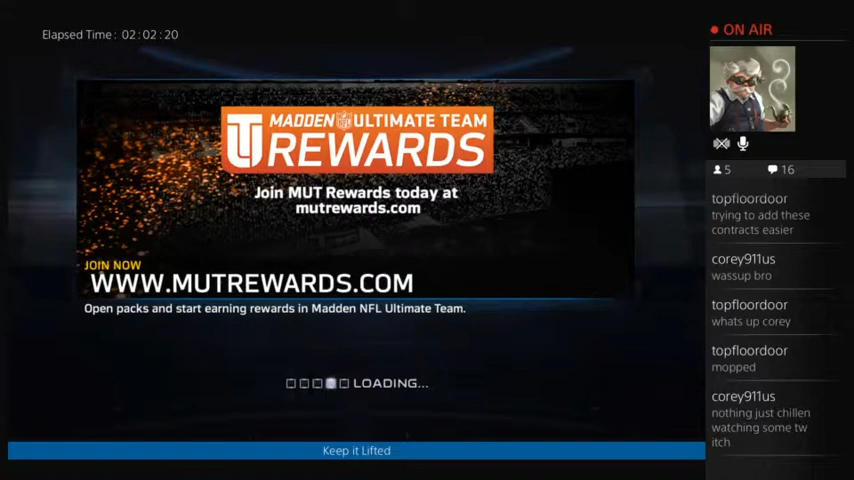 Elapsed Time: 02:02:20
ON AIR
MADDEN NFL ULTIMATE TEAM
UT REWARDS
Join MUT Rewards today at
mutrewards.com
JOIN NOW
WWW.MUTREWARDS.COM
Open packs and start earning rewards in Madden NFL Ultimate Team.
LOADING...
Keep it Lifted
5 16
topfloordoor
trying to add these
contracts easier
corey911us
wassup bro
topfloordoor
whats up corey
topfloordoor
mopped
corey911us
nothing just chillen
watching some tw
itch